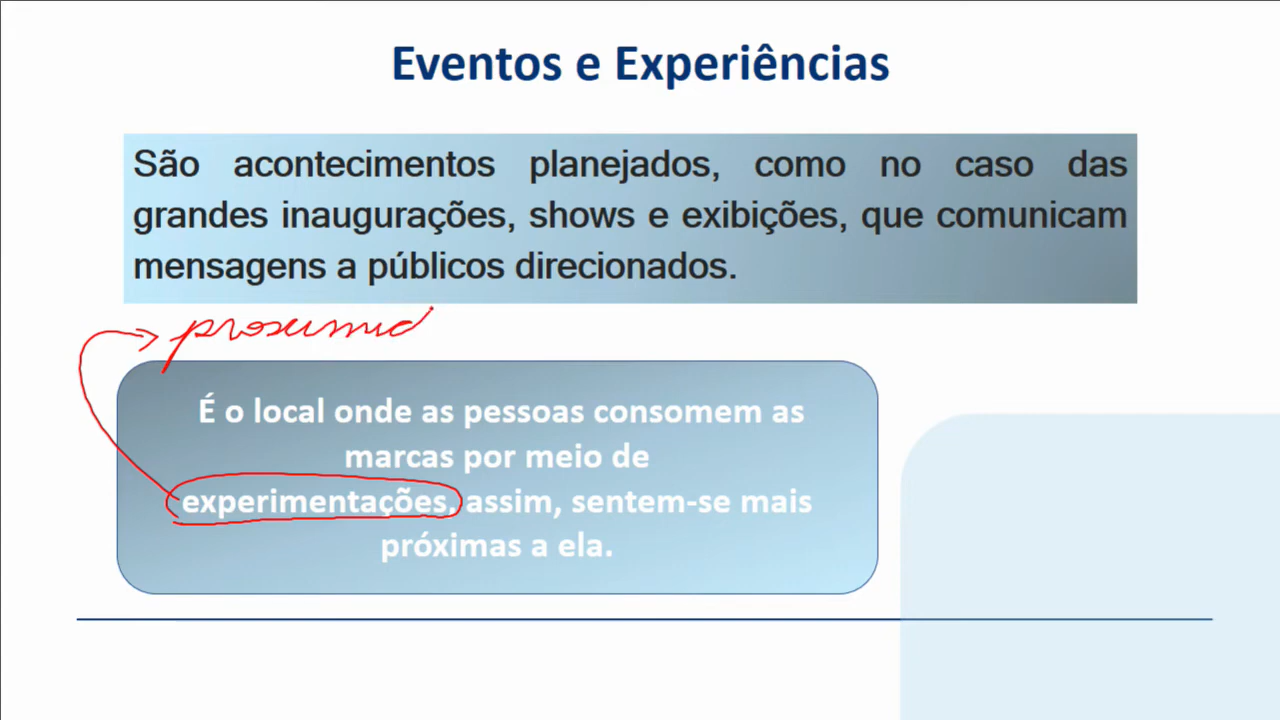 Eventos e Experiências
São acontecimentos planejados, como no caso das
grandes inaugurações, shows e exibições, que comunicam
mensagens a públicos direcionados.
É o local onde as pessoas consomem as
marcas por meio de
experimentações, assim, sentem-se mais
próximas a ela.